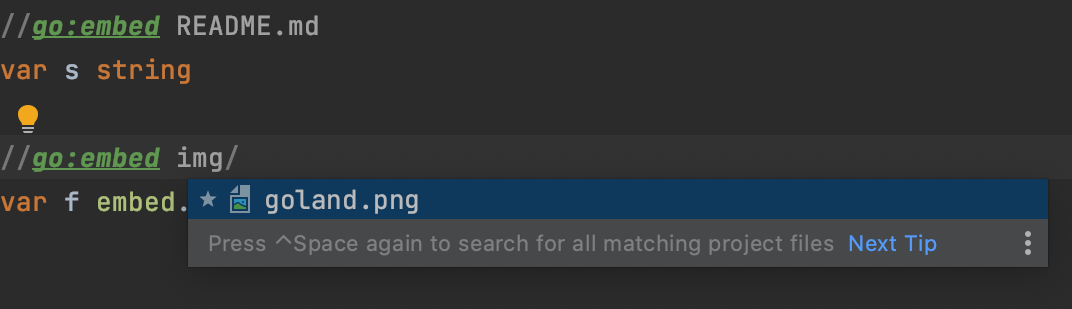 //go:embed README.md
var s string
//go:embed img/
var f embed.
goland.png
Press ^Space again to search for all matching project files Next Tip